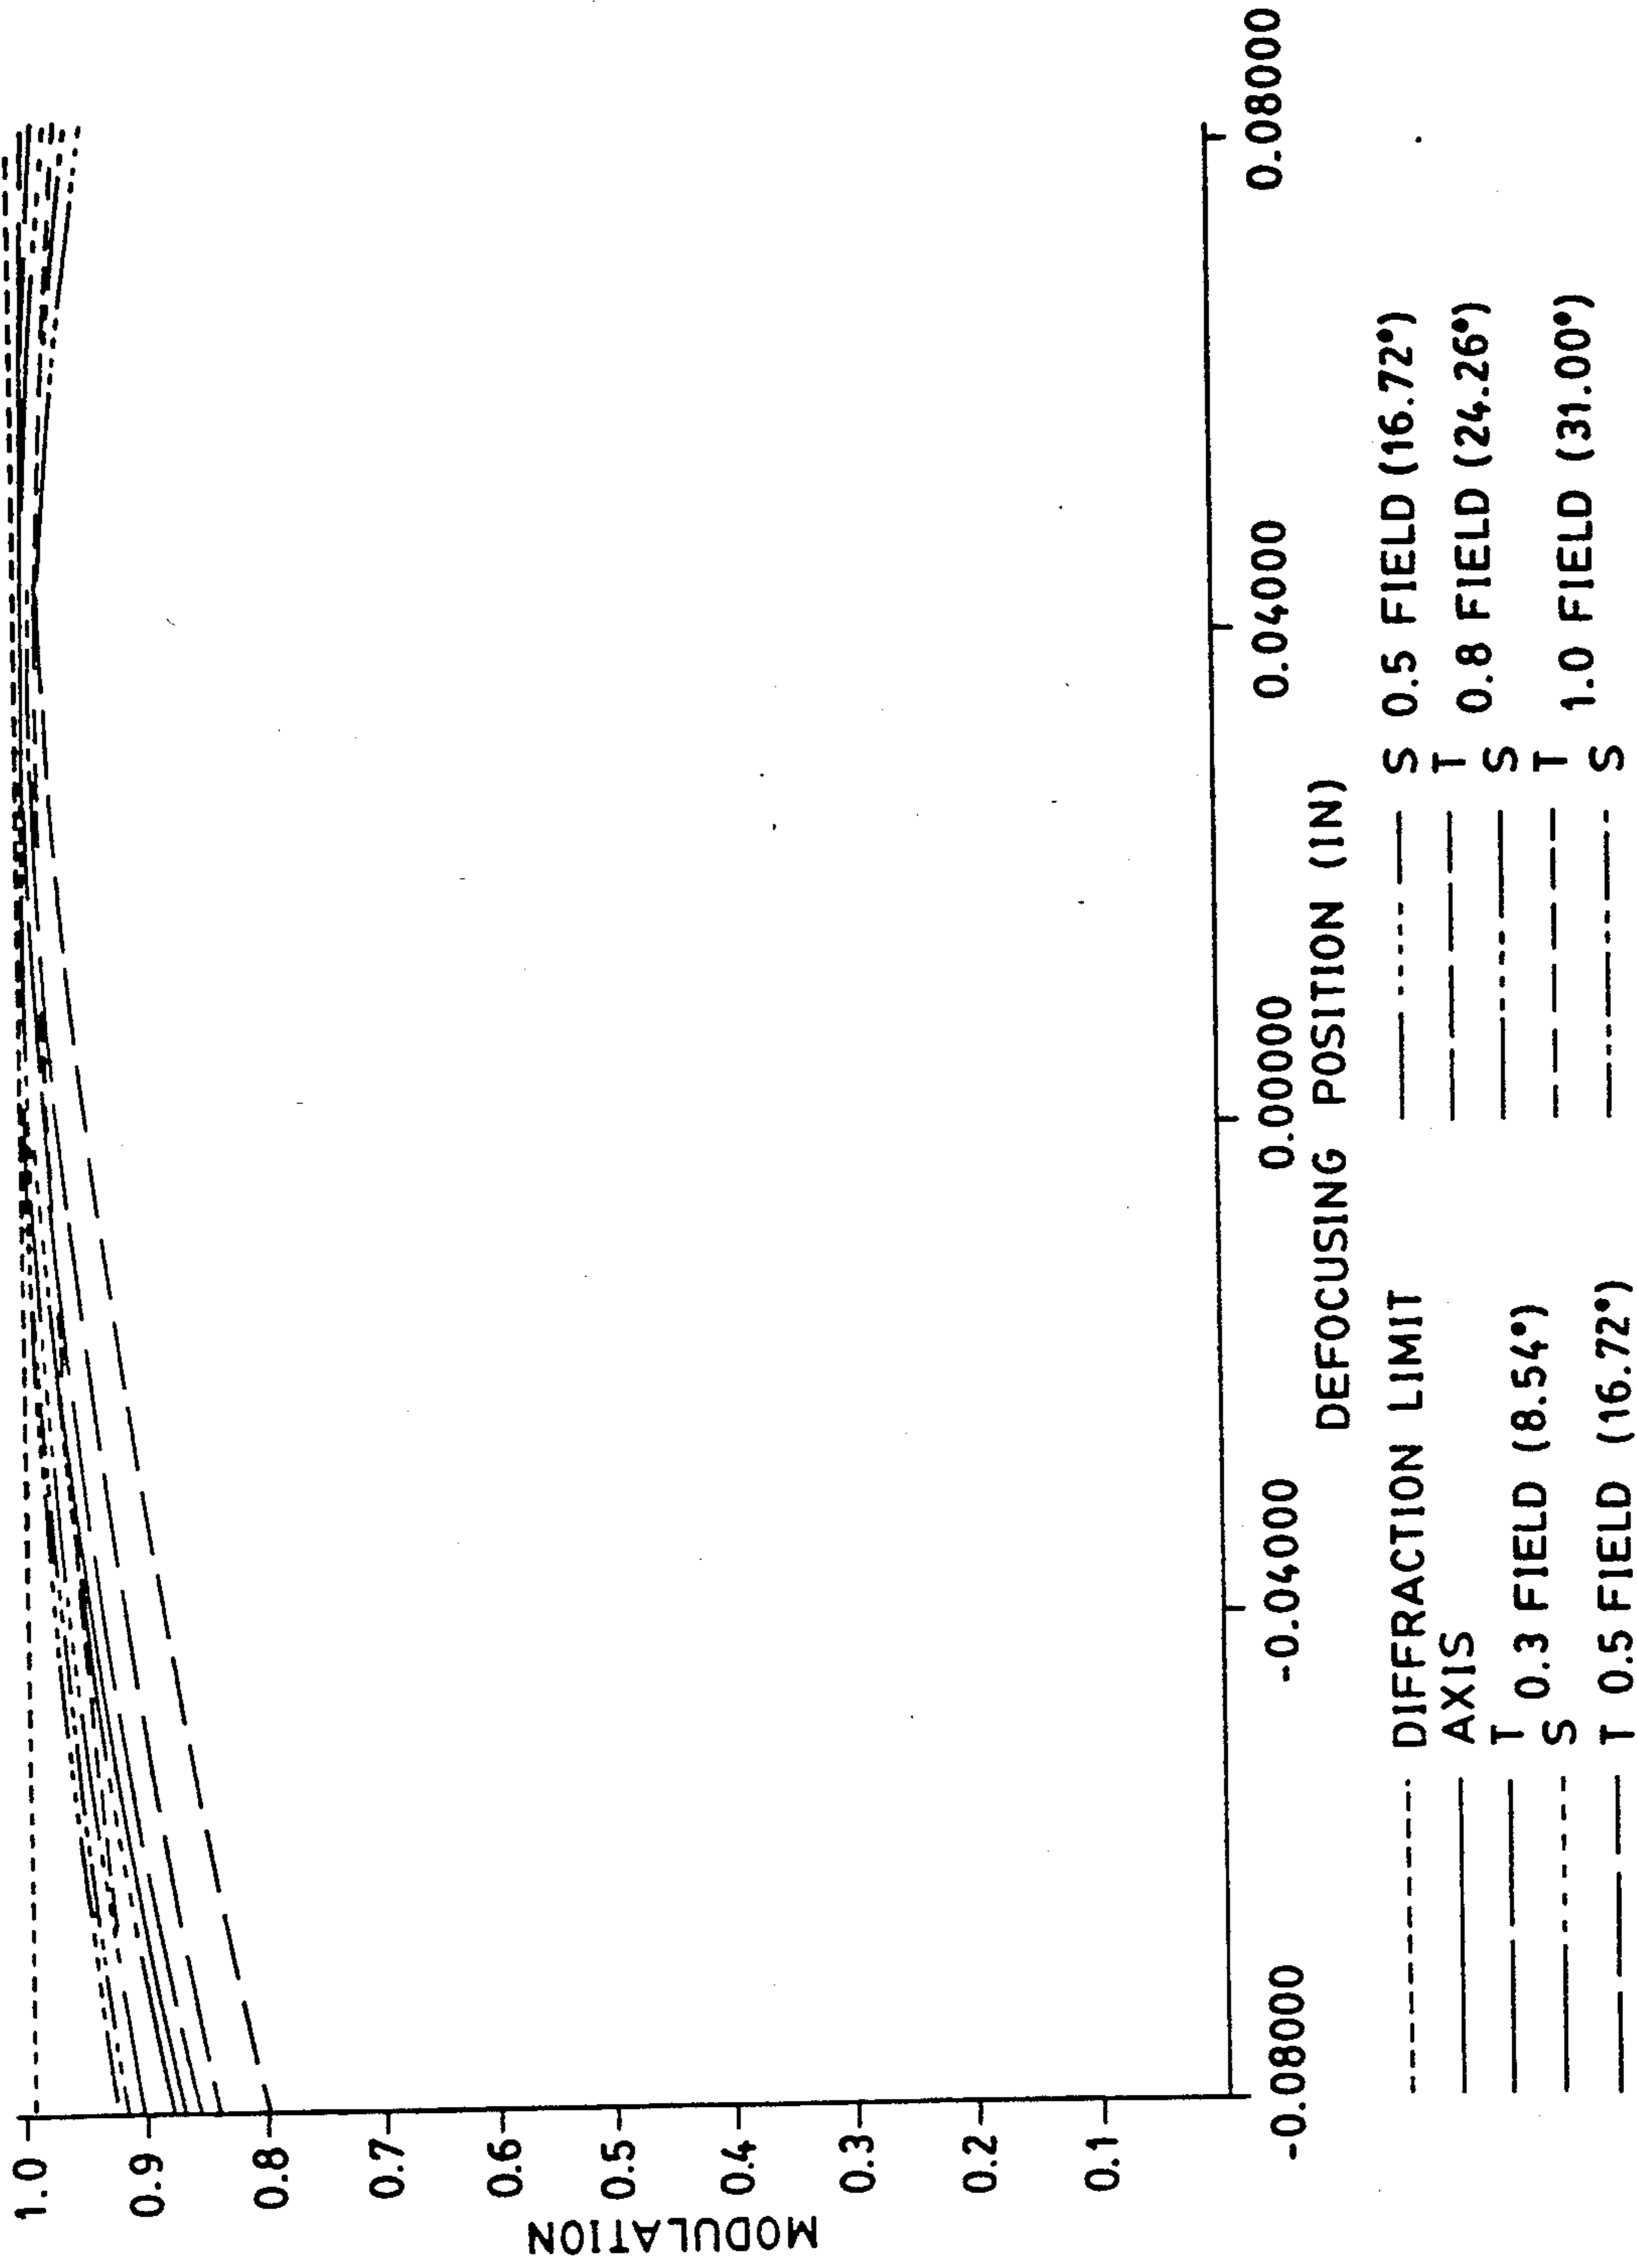 MODULATION
1.0
0.9
0.8
0.7
0.6
0.5
0.4
0.3
0.2
0.1
-0.08000 -0.04000 0.00000 0.04000 0.08000
DEFOCUSING POSITION (IN)
DIFFRACTION LIMIT
AXIS
T
0.3 FIELD (8.54°)
S
T 0.5 FIELD (16.72°)
S 0.5 FIELD (16.72°)
T
0.8 FIELD (24.26°)
S
T
1.0 FIELD (31.00°)
S